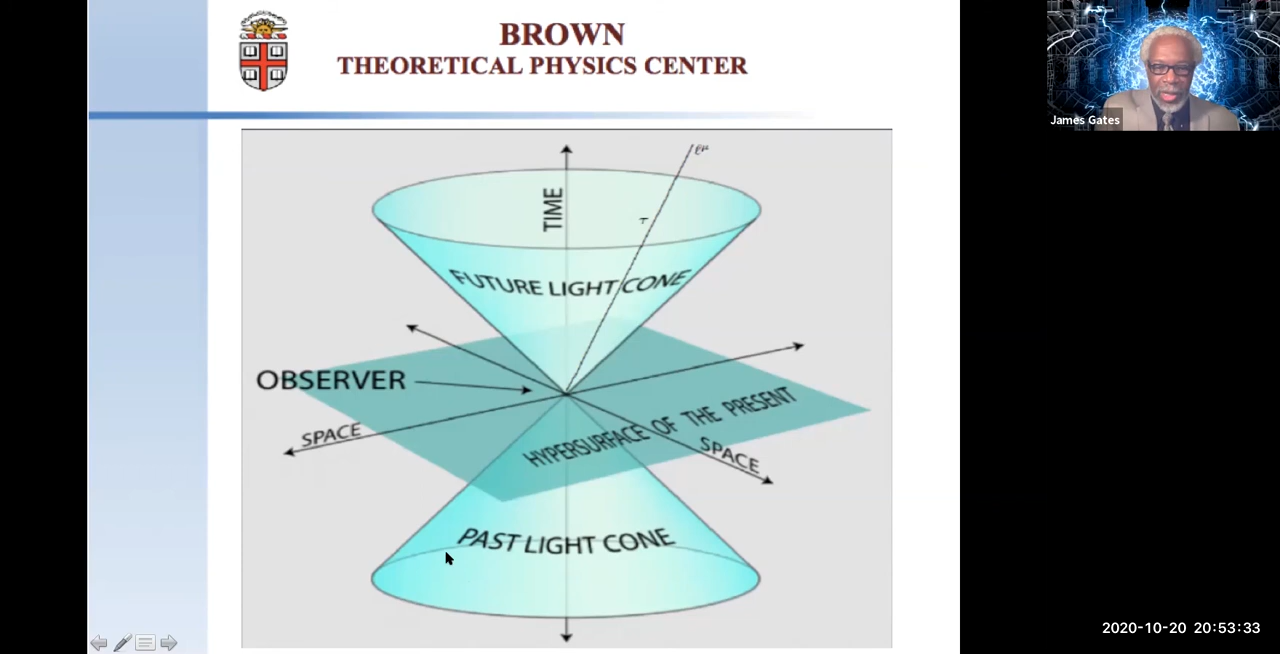 BROWN
THEORETICAL PHYSICS CENTER
James Gates
TIME
τ
FUTURE LIGHT CONE
OBSERVER
SPACE
HYPERSURFACE OF THE PRESENT
SPACE
PAST LIGHT CONE
2020-10-20 20:53:33